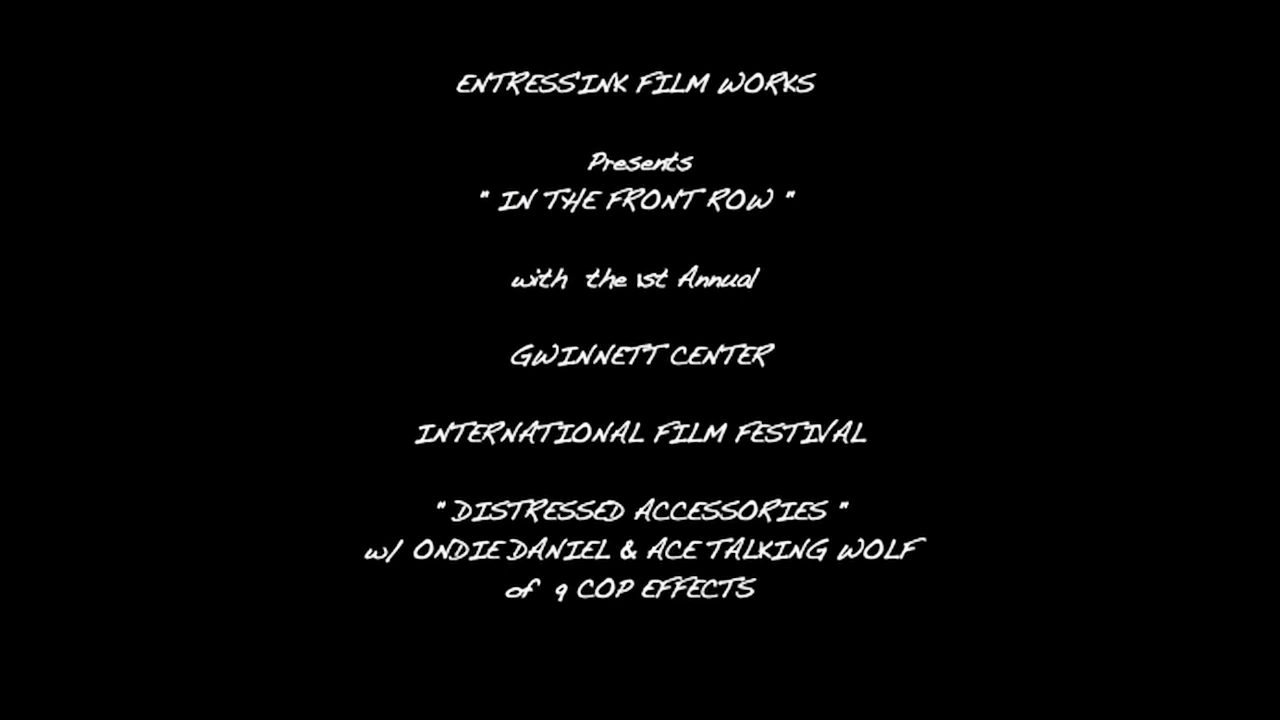 ENTRESS'INK FILM WORKS
Presents
" IN THE FRONT ROW "
with the 1st Annual
GWINNETT CENTER
INTERNATIONAL FILM FESTIVAL
" DISTRESSED ACCESSORIES "
w/ ONDIE DANIEL & ACE TALKING WOLF
of 9 COP EFFECTS